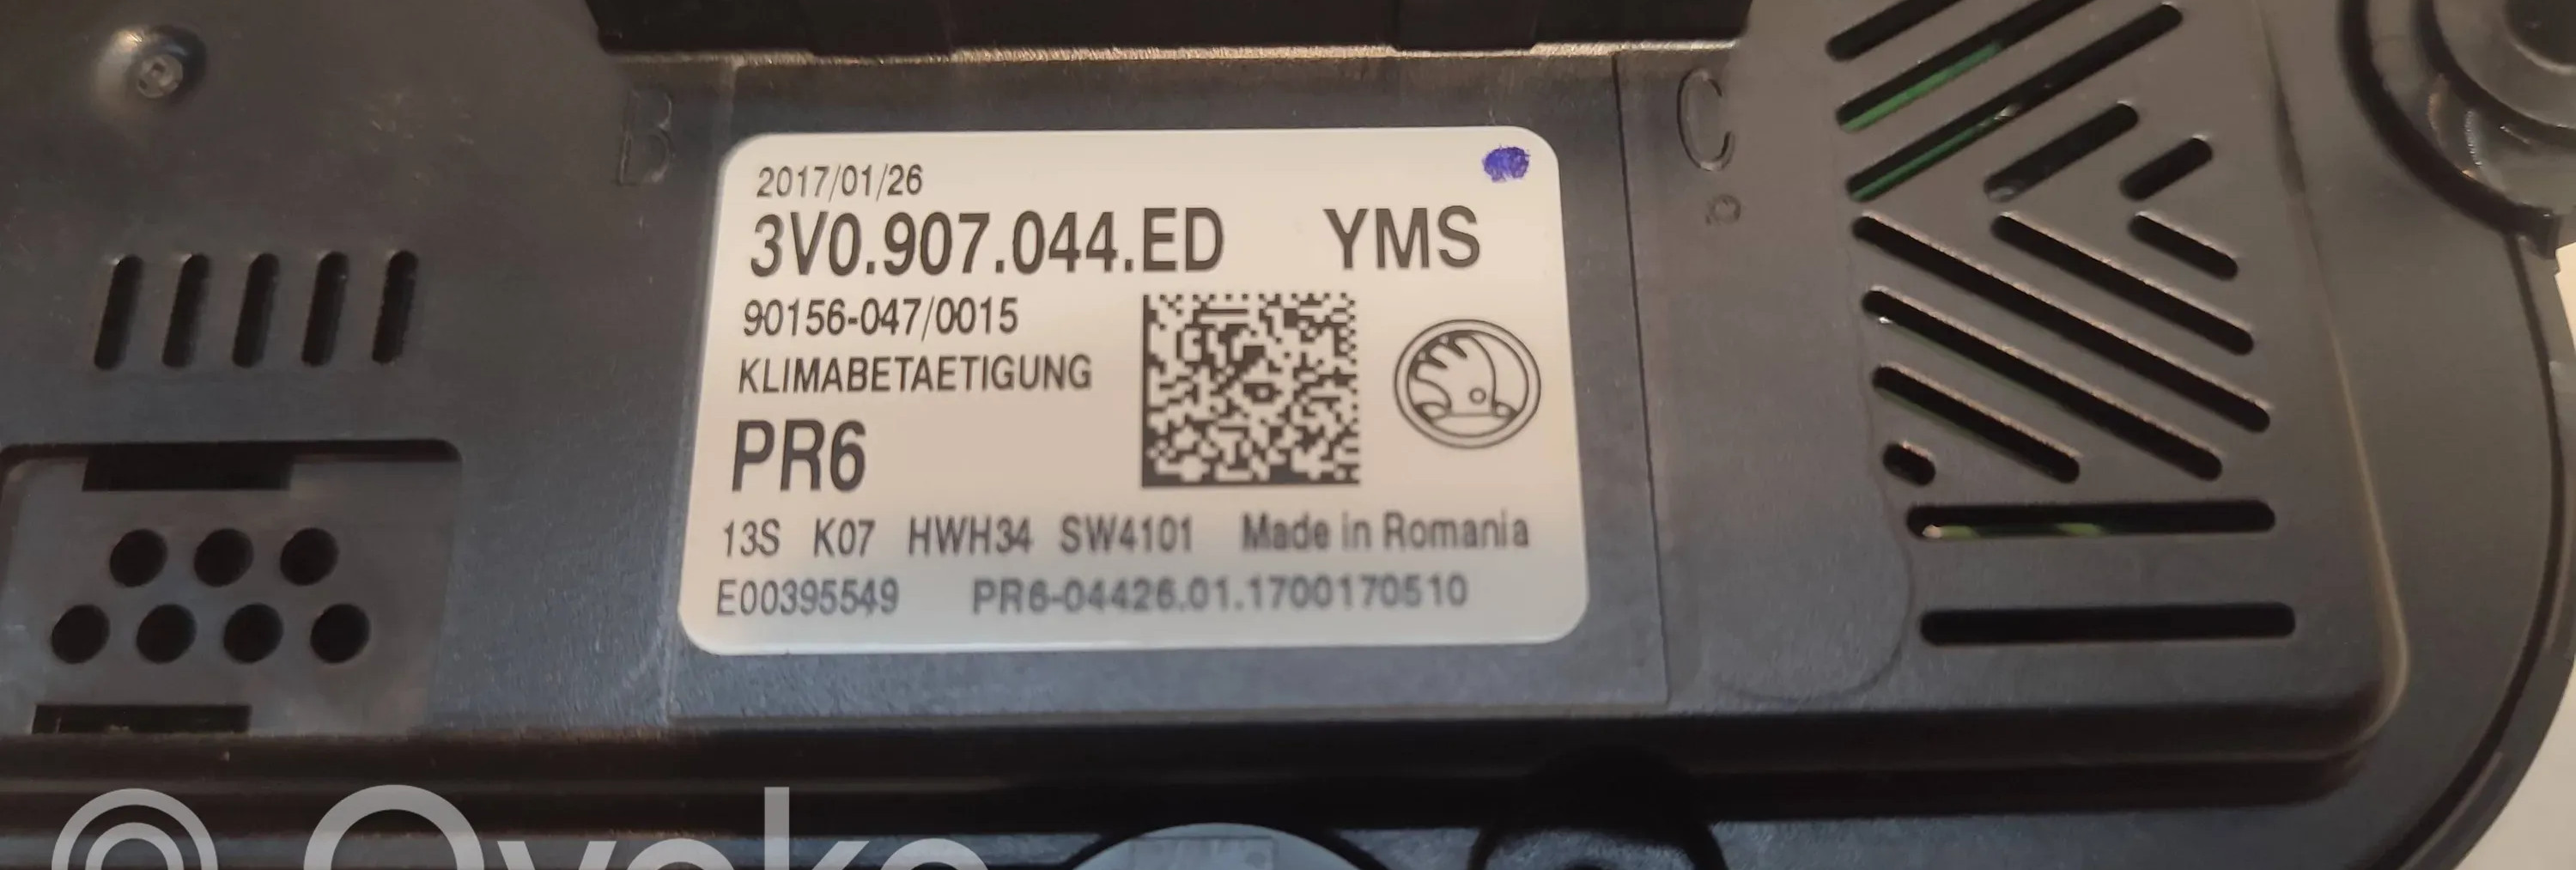 B
C
2017/01/26
3V0.907.044.ED YMS
90156-047/0015
KLIMABETAETIGUNG
PR6
13S K07 HWH34 SW4101 Made in Romania
E00395549 PR6-04426.01.1700170510
Ovoko